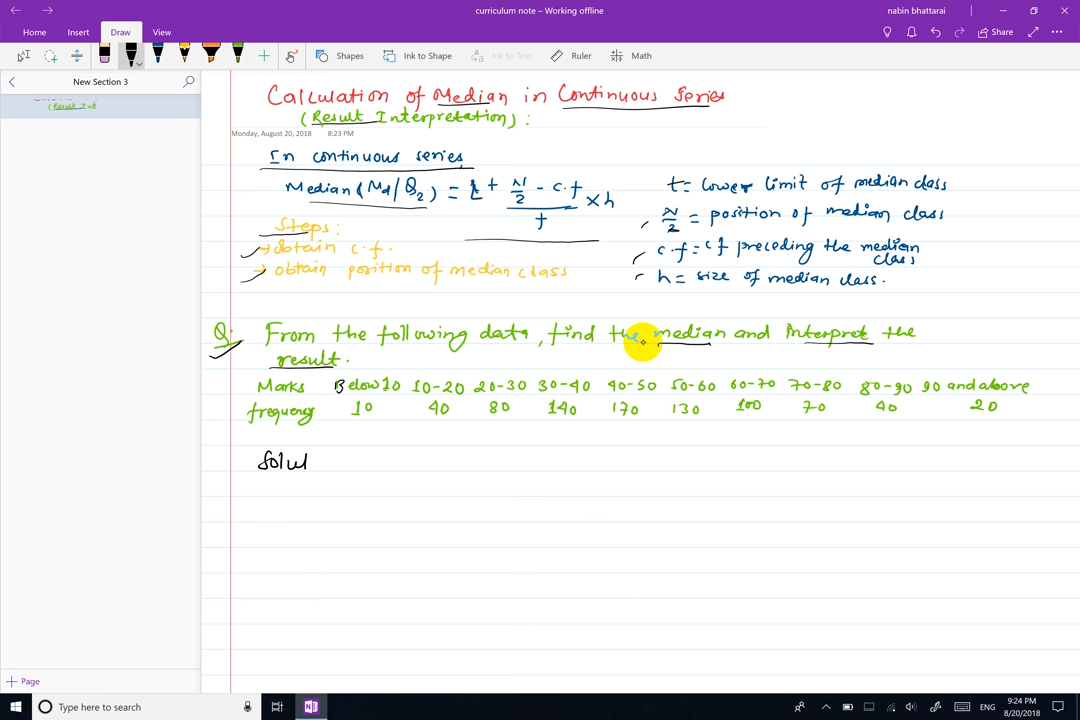 curriculum note – Working offline
nabin bhattarai
Home Insert Draw View
Share
Shapes
Ink to Shape
Ink to Text
Ruler
Math
New Section 3
(Result Int
Calculation of Median in Continuous Series
(Result Interpretation):
Monday, August 20, 2018 8:23 PM
In continuous series,
Median (Md/Q2) = L + N/2 - c.f / f × h
Steps:
→ obtain c.f.
→ obtain position of median class
t = lower limit of median class
N/2 = position of median class
c.f = cf preceding the median class
h = size of median class.
Q: From the following data, find the median and interpret the
result.
Marks Below 10 10-20 20-30 30-40 40-50 50-60 60-70 70-80 80-90 90 and above
frequency 10 40 80 140 170 130 100 70 40 20
Solut
Page
Type here to search
ENG
9:24 PM
8/20/2018